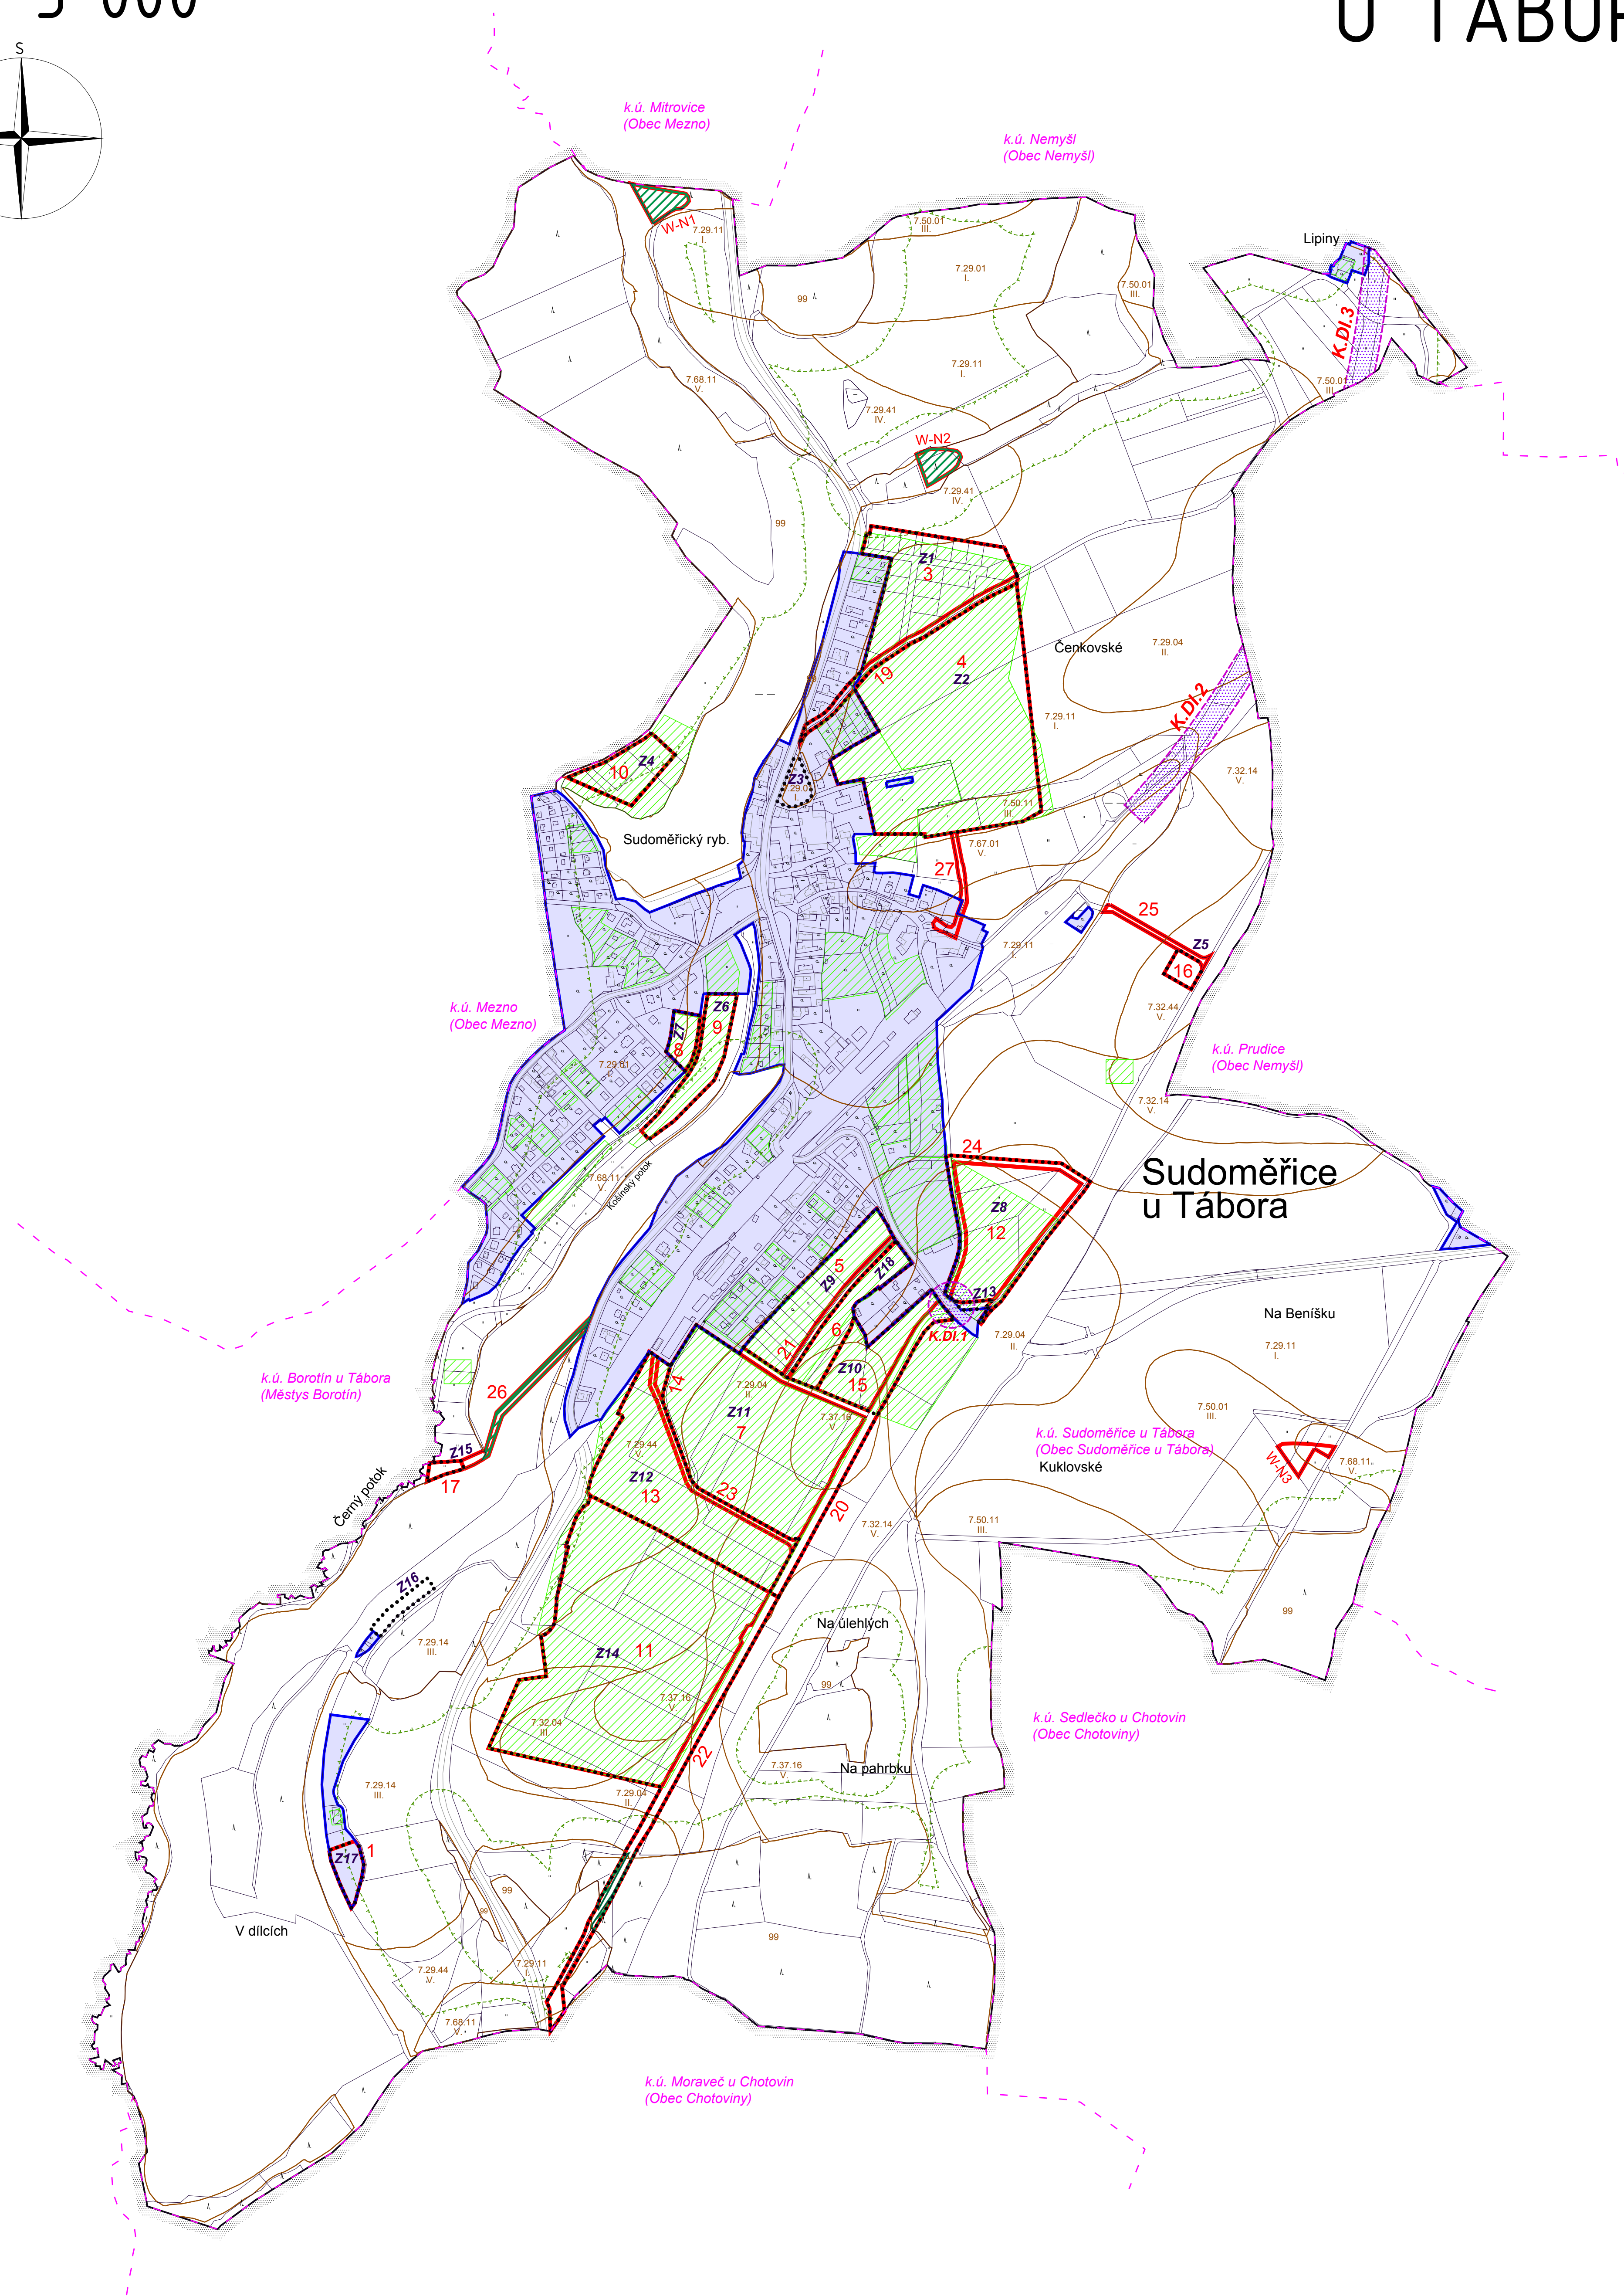 5 000
U TÁBOR
S
k.ú. Mitrovice
(Obec Mezno)
k.ú. Nemyšl
(Obec Nemyšl)
W-N1
7.29.11
I.
7.50.01
III.
Lipiny
7.29.01
I.
99
7.50.01
III.
K.DI.3
7.29.11
I.
7.68.11
V.
7.50.01
III.
7.29.41
IV.
W-N2
7.29.41
IV.
99
Z1
3
Čenkovské
7.29.04
II.
4
Z2
19
K.DI.2
7.29.11
I.
Z4
10
Z3
7.32.14
V.
7.50.11
III.
Sudoměřický ryb.
7.67.01
V.
27
25
Z5
16
7.29.11
I.
k.ú. Mezno
(Obec Mezno)
Z6
9
Z7
8
7.32.44
V.
k.ú. Prudice
(Obec Nemyšl)
7.29.01
7.32.14
V.
24
Sudoměřice
u Tábora
7.68.11
V.
Košínský potok
Z8
12
5
Z9
Z18
Z13
K.DI.1
Na Beníšku
6
21
7.29.04
II.
7.29.11
I.
Z10
15
k.ú. Borotín u Tábora
(Městys Borotín)
26
14
7.29.04
II.
Z11
7
7.37.16
V.
7.50.01
III.
k.ú. Sudoměřice u Tábora
(Obec Sudoměřice u Tábora)
Kuklovské
7.29.44
V.
Z15
17
Z12
13
23
20
W-N3
7.68.11
V.
Černý potok
7.32.14
V.
7.50.11
III.
Z16
99
Na úlehlých
7.29.14
III.
Z14
11
99
7.37.16
V.
k.ú. Sedlečko u Chotovin
(Obec Chotoviny)
7.32.04
III.
22
7.37.16
V.
Na pahrbku
7.29.14
III.
7.29.04
II.
1
Z17
99
99
V dílcích
99
7.29.44
V.
7.29.11
I.
7.68.11
V.
k.ú. Moraveč u Chotovin
(Obec Chotoviny)